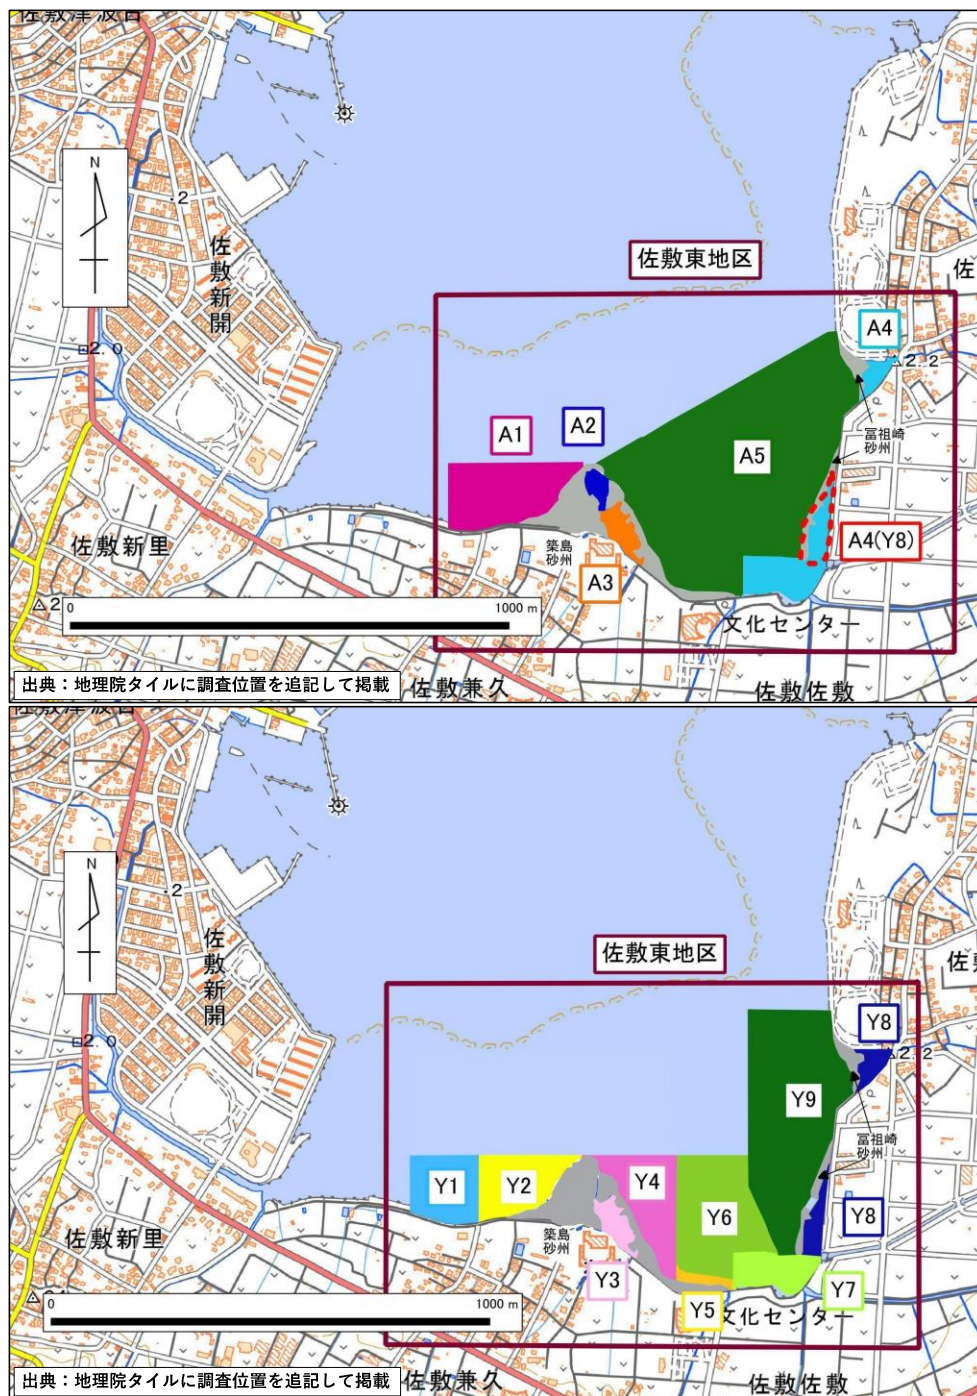 佐敷津波古
N
2
佐敷新開
佐敷東地区
佐
A4
2.2
2.0
A1
A2
A5
冨祖崎
砂州
佐敷新里
築島
砂州
A3
A4(Y8)
2
0
1000 m
文化センター
出典：地理院タイルに調査位置を追記して掲載
佐敷兼久
佐敷佐敷
N
2
佐敷新開
佐敷東地区
佐敷
Y8
2.2
2.0
Y9
冨祖崎
砂州
Y1
Y2
Y4
Y6
Y8
佐敷新里
築島
砂州
Y3
Y7
Y5
0
1000 m
文化センター
出典：地理院タイルに調査位置を追記して掲載
佐敷兼久
佐敷佐敷